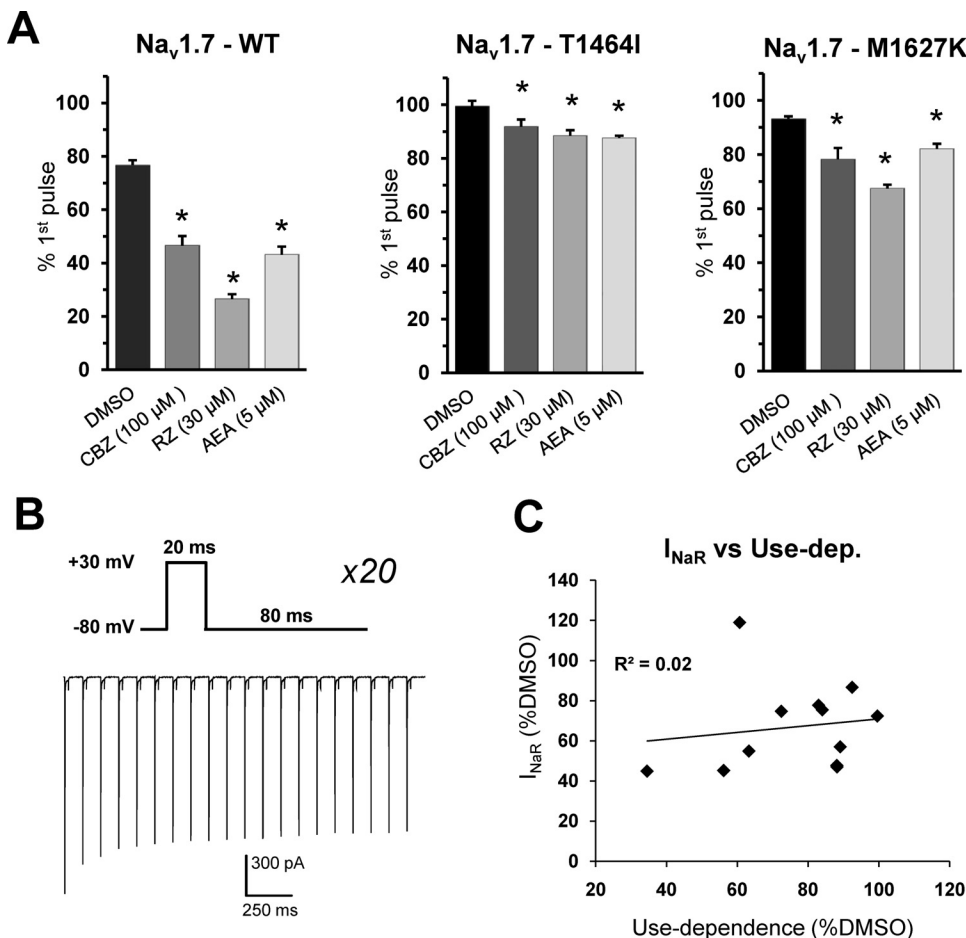 A
Naᵥ1.7 - WT
% 1ˢᵗ pulse
100
80
60
40
20
0
DMSO
CBZ (100 µM )
RZ (30 µM)
AEA (5 µM)
* * *
Naᵥ1.7 - T1464I
% 1ˢᵗ pulse
100
80
60
40
20
0
DMSO
CBZ (100 µM )
RZ (30 µM)
AEA (5 µM)
* * *
Naᵥ1.7 - M1627K
% 1ˢᵗ pulse
100
80
60
40
20
0
DMSO
CBZ (100 µM )
RZ (30 µM)
AEA (5 µM)
* * *
B
20 ms
+30 mV
x20
80 ms
-80 mV
300 pA
250 ms
C
I_NaR vs Use-dep.
I_NaR (%DMSO)
140
120
100
80
60
40
20
0
R² = 0.02
20 40 60 80 100 120
Use-dependence (%DMSO)